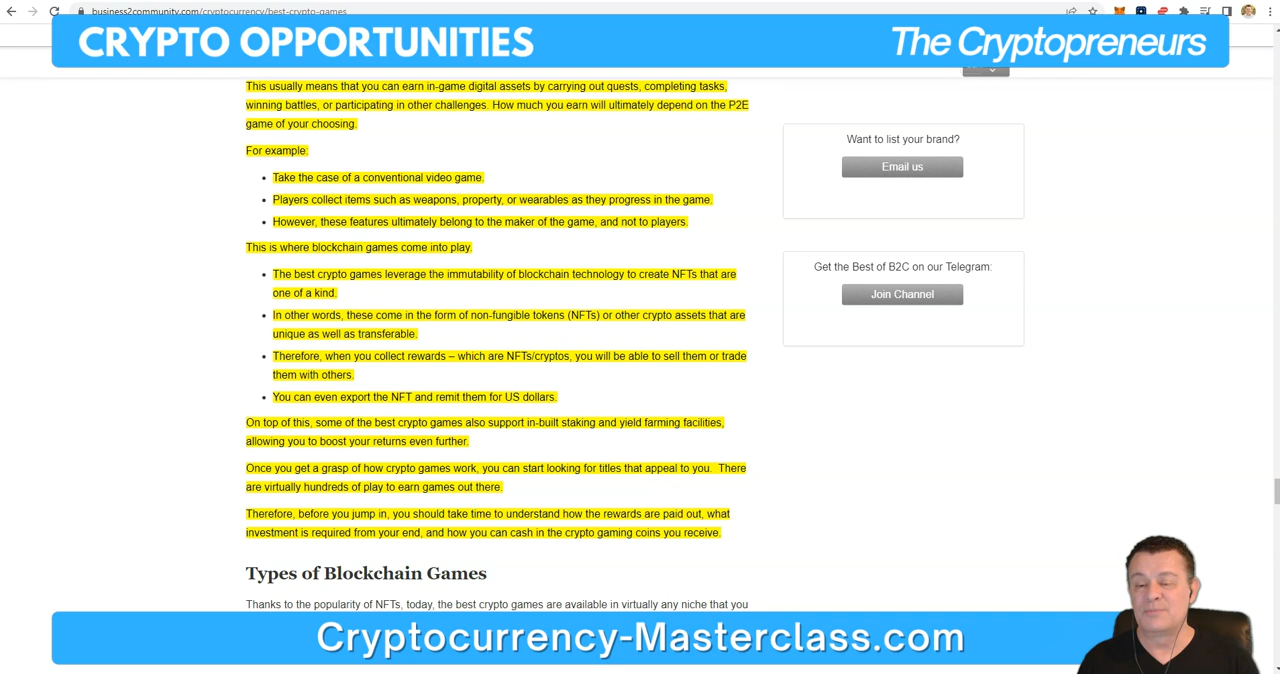 business2community.com/cryptocurrency/best-crypto-games
CRYPTO OPPORTUNITIES
The Cryptopreneurs
This usually means that you can earn in-game digital assets by carrying out quests, completing tasks,
winning battles, or participating in other challenges. How much you earn will ultimately depend on the P2E
game of your choosing.
For example:
• Take the case of a conventional video game.
• Players collect items such as weapons, property, or wearables as they progress in the game.
• However, these features ultimately belong to the maker of the game, and not to players.
This is where blockchain games come into play.
• The best crypto games leverage the immutability of blockchain technology to create NFTs that are
one of a kind.
• In other words, these come in the form of non-fungible tokens (NFTs) or other crypto assets that are
unique as well as transferable.
• Therefore, when you collect rewards – which are NFTs/cryptos, you will be able to sell them or trade
them with others.
• You can even export the NFT and remit them for US dollars.
On top of this, some of the best crypto games also support in-built staking and yield farming facilities,
allowing you to boost your returns even further.
Once you get a grasp of how crypto games work, you can start looking for titles that appeal to you.  There
are virtually hundreds of play to earn games out there.
Therefore, before you jump in, you should take time to understand how the rewards are paid out, what
investment is required from your end, and how you can cash in the crypto gaming coins you receive.
Types of Blockchain Games
Thanks to the popularity of NFTs, today, the best crypto games are available in virtually any niche that you
Want to list your brand?
Email us
Get the Best of B2C on our Telegram:
Join Channel
Cryptocurrency-Masterclass.com